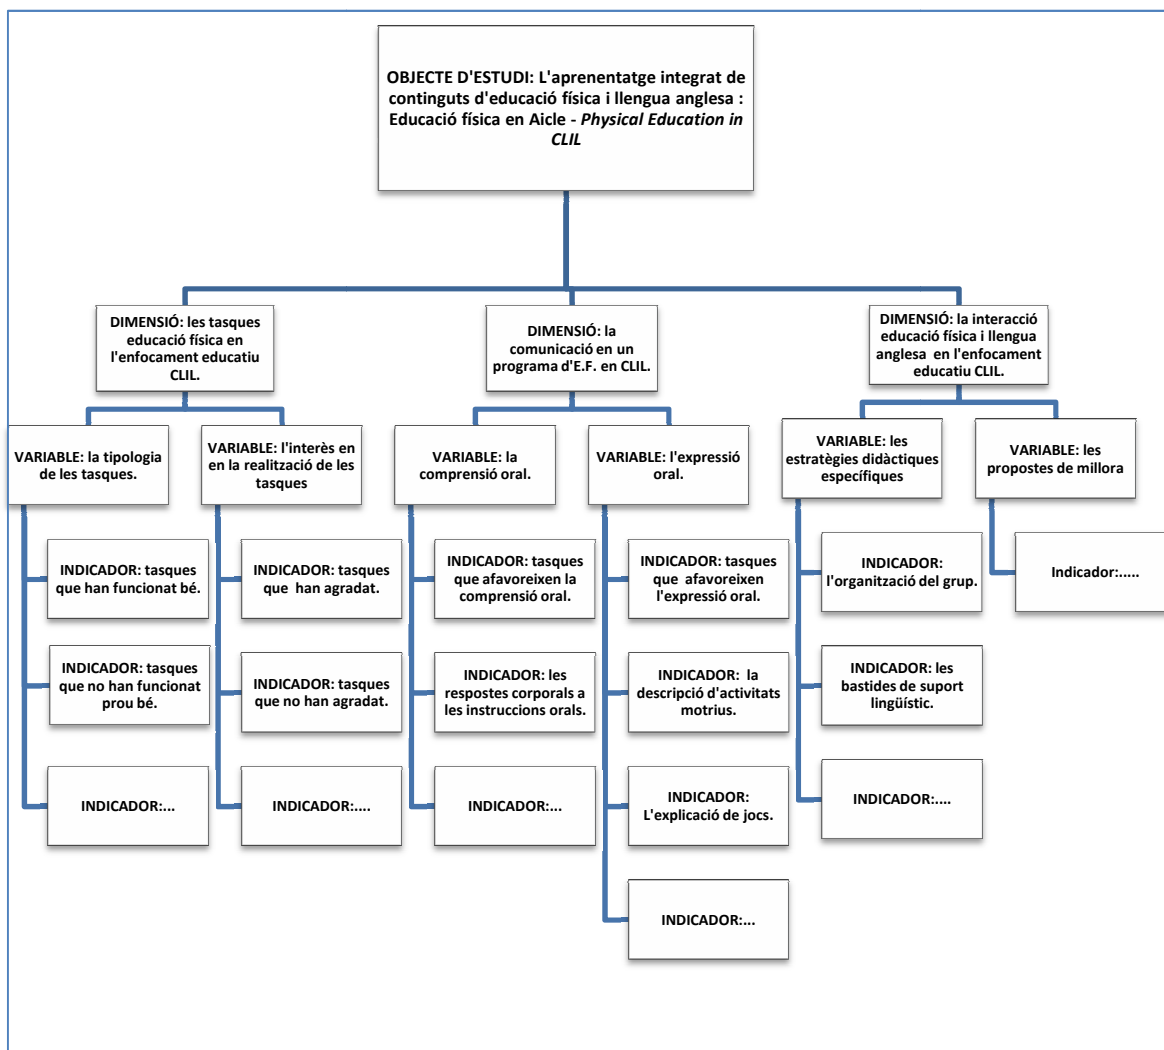 OBJECTE D'ESTUDI: L'aprenentatge integrat de
continguts d'educació física i llengua anglesa :
Educació física en Aicle - Physical Education in
CLIL
DIMENSIÓ: les tasques
educació física en
l'enfocament educatiu
CLIL.
DIMENSIÓ: la
comunicació en un
programa d'E.F. en CLIL.
DIMENSIÓ: la interacció
educació física i llengua
anglesa en l'enfocament
educatiu CLIL.
VARIABLE: la tipologia
de les tasques.
VARIABLE: l'interès en
en la realització de les
tasques
VARIABLE: la
comprensió oral.
VARIABLE: l'expressió
oral.
VARIABLE: les
estratègies didàctiques
específiques
VARIABLE: les
propostes de millora
INDICADOR: tasques
que han funcionat bé.
INDICADOR: tasques
que han agradat.
INDICADOR: tasques
que afavoreixen la
comprensió oral.
INDICADOR: tasques
que afavoreixen
l'expressió oral.
INDICADOR:
l'organització del grup.
Indicador:.....
INDICADOR: tasques
que no han funcionat
prou bé.
INDICADOR: tasques
que no han agradat.
INDICADOR: les
respostes corporals a
les instruccions orals.
INDICADOR: la
descripció d'activitats
motrius.
INDICADOR: les
bastides de suport
lingüístic.
INDICADOR:...
INDICADOR:....
INDICADOR:...
INDICADOR:
L'explicació de jocs.
INDICADOR:....
INDICADOR:...